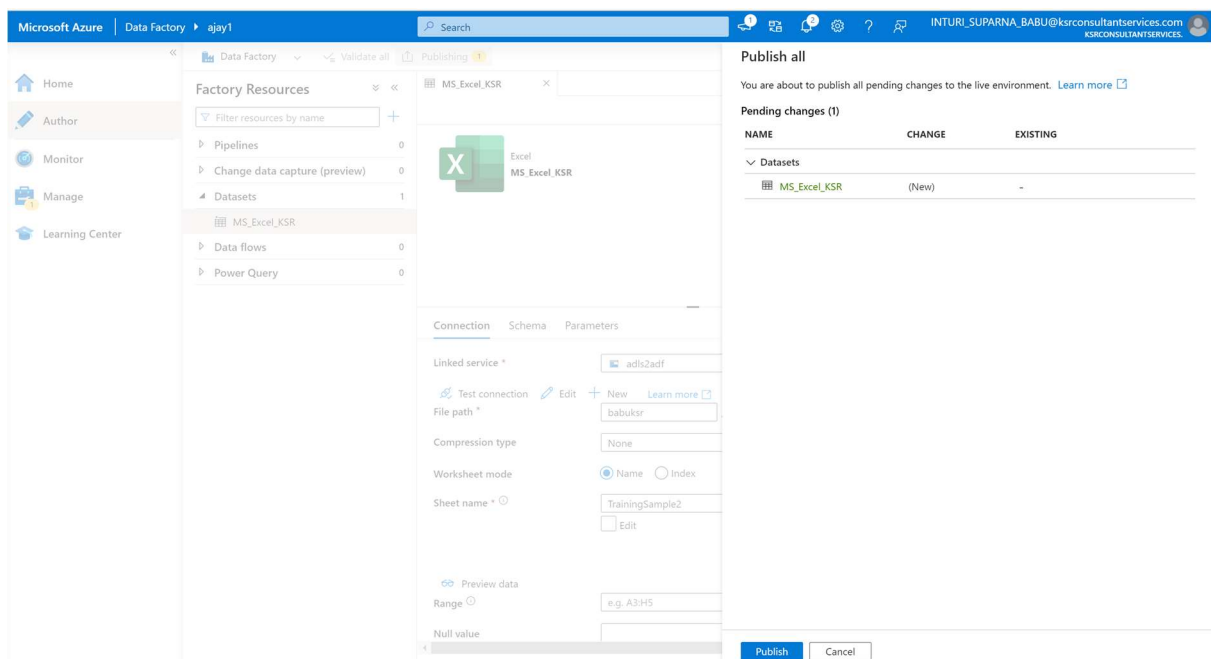 Microsoft Azure | Data Factory ▸ ajay1
Search
1
2
INTURI_SUPARNA_BABU@ksrconsultantservices.com
KSRCONSULTANTSERVICES.
Home
Author
Monitor
Manage
1
Learning Center
Data Factory
Validate all
Publishing 1
Factory Resources
Filter resources by name
Pipelines 0
Change data capture (preview) 0
Datasets 1
MS_Excel_KSR
Data flows 0
Power Query 0
MS_Excel_KSR
X
Excel
MS_Excel_KSR
Connection Schema Parameters
Linked service * adls2adf
Test connection Edit New Learn more
File path * babuksr
Compression type None
Worksheet mode Name Index
Sheet name * TrainingSample2
Edit
Preview data
Range e.g. A3:H5
Null value
Publish all
You are about to publish all pending changes to the live environment. Learn more
Pending changes (1)
NAME CHANGE EXISTING
Datasets
MS_Excel_KSR (New) -
Publish Cancel